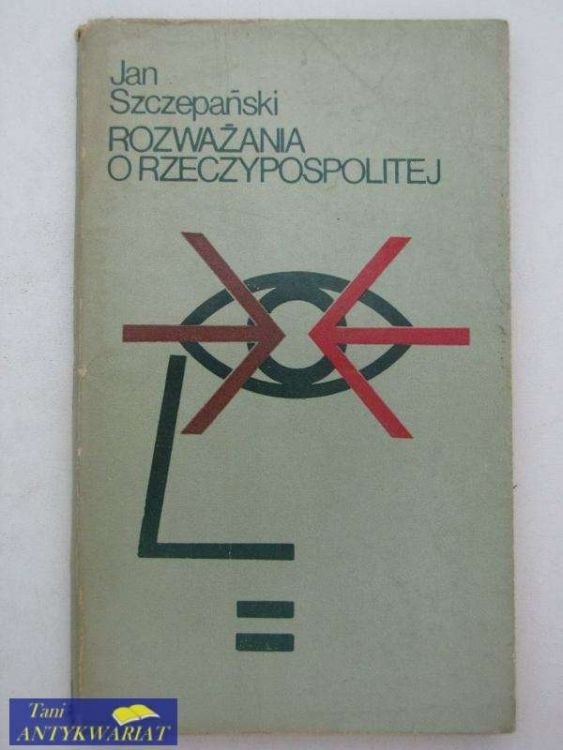 Jan
Szczepański
ROZWAŻANIA
O RZECZYPOSPOLITEJ
Tani
ANTYKWARIAT